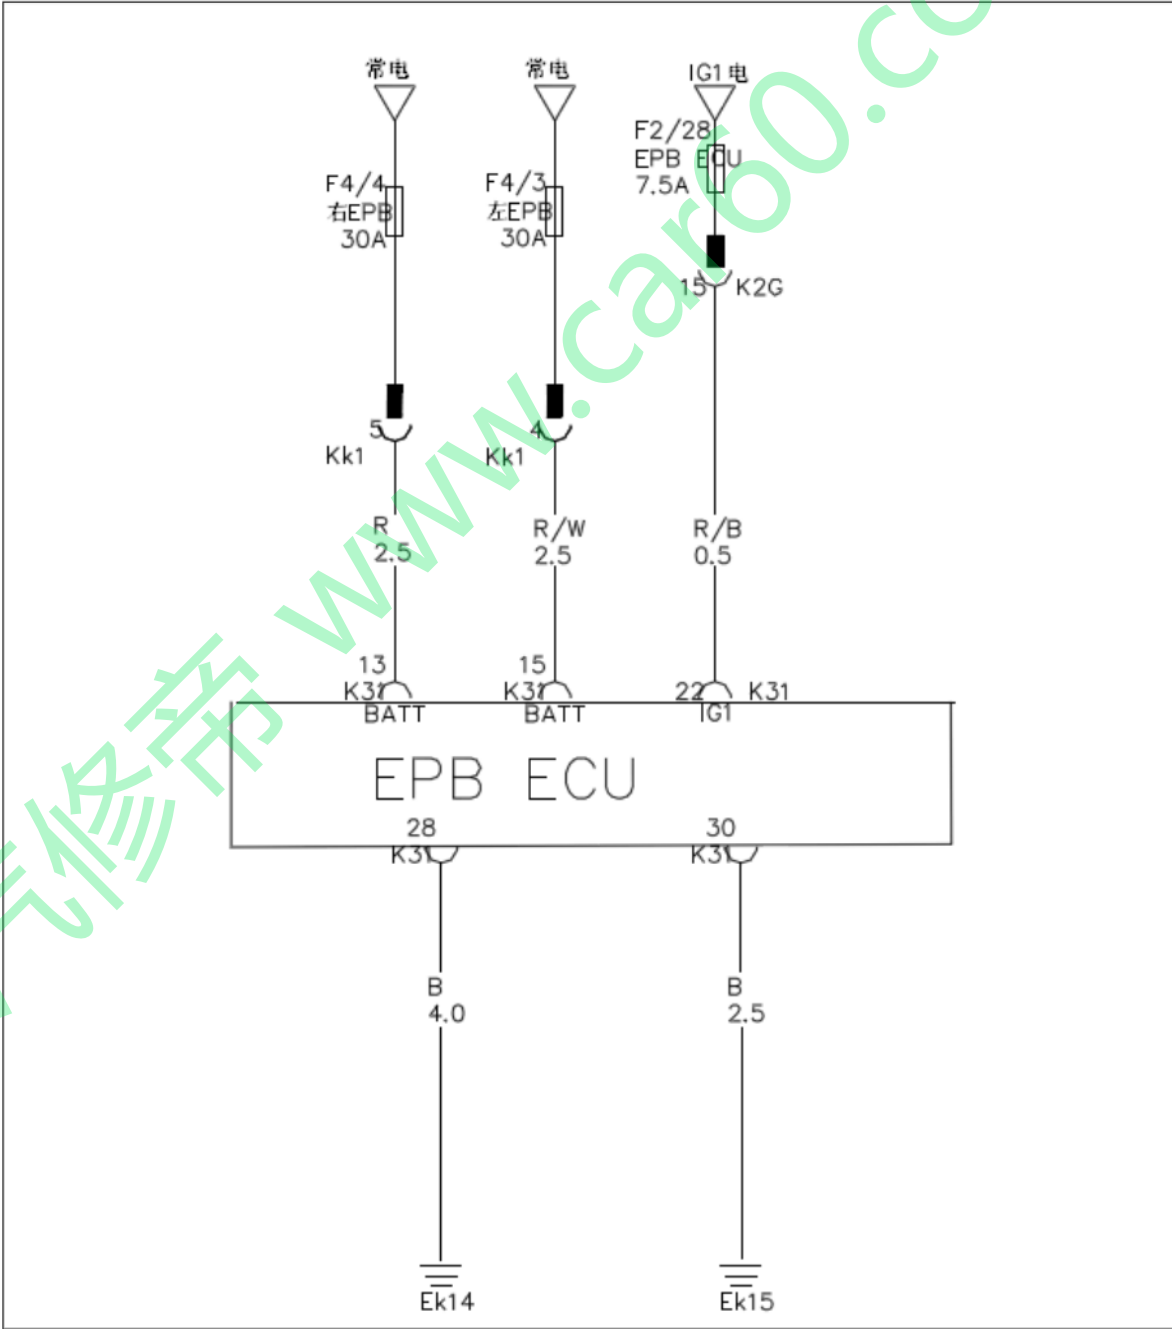 常电 常电 IG1电
F2/28
EPB ECU
7.5A
F4/4 F4/3
右EPB 左EPB
30A 30A
15 K2G
5 4
Kk1 Kk1
R R/W R/B
2.5 2.5 0.5
13 15
K31 K31 22 K31
BATT BATT IG1
EPB ECU
28 30
K31 K31
B B
4.0 2.5
Ek14 Ek15
汽修帝 www.car60.co